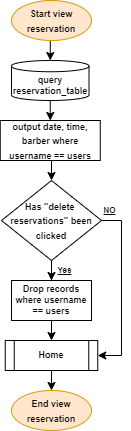 Start view
reservation
query
reservation_table
output date, time,
barber where
username == users
Has "delete
reservations" been
clicked
NO
Yes
Drop records
where username
== users
Home
End view
reservation